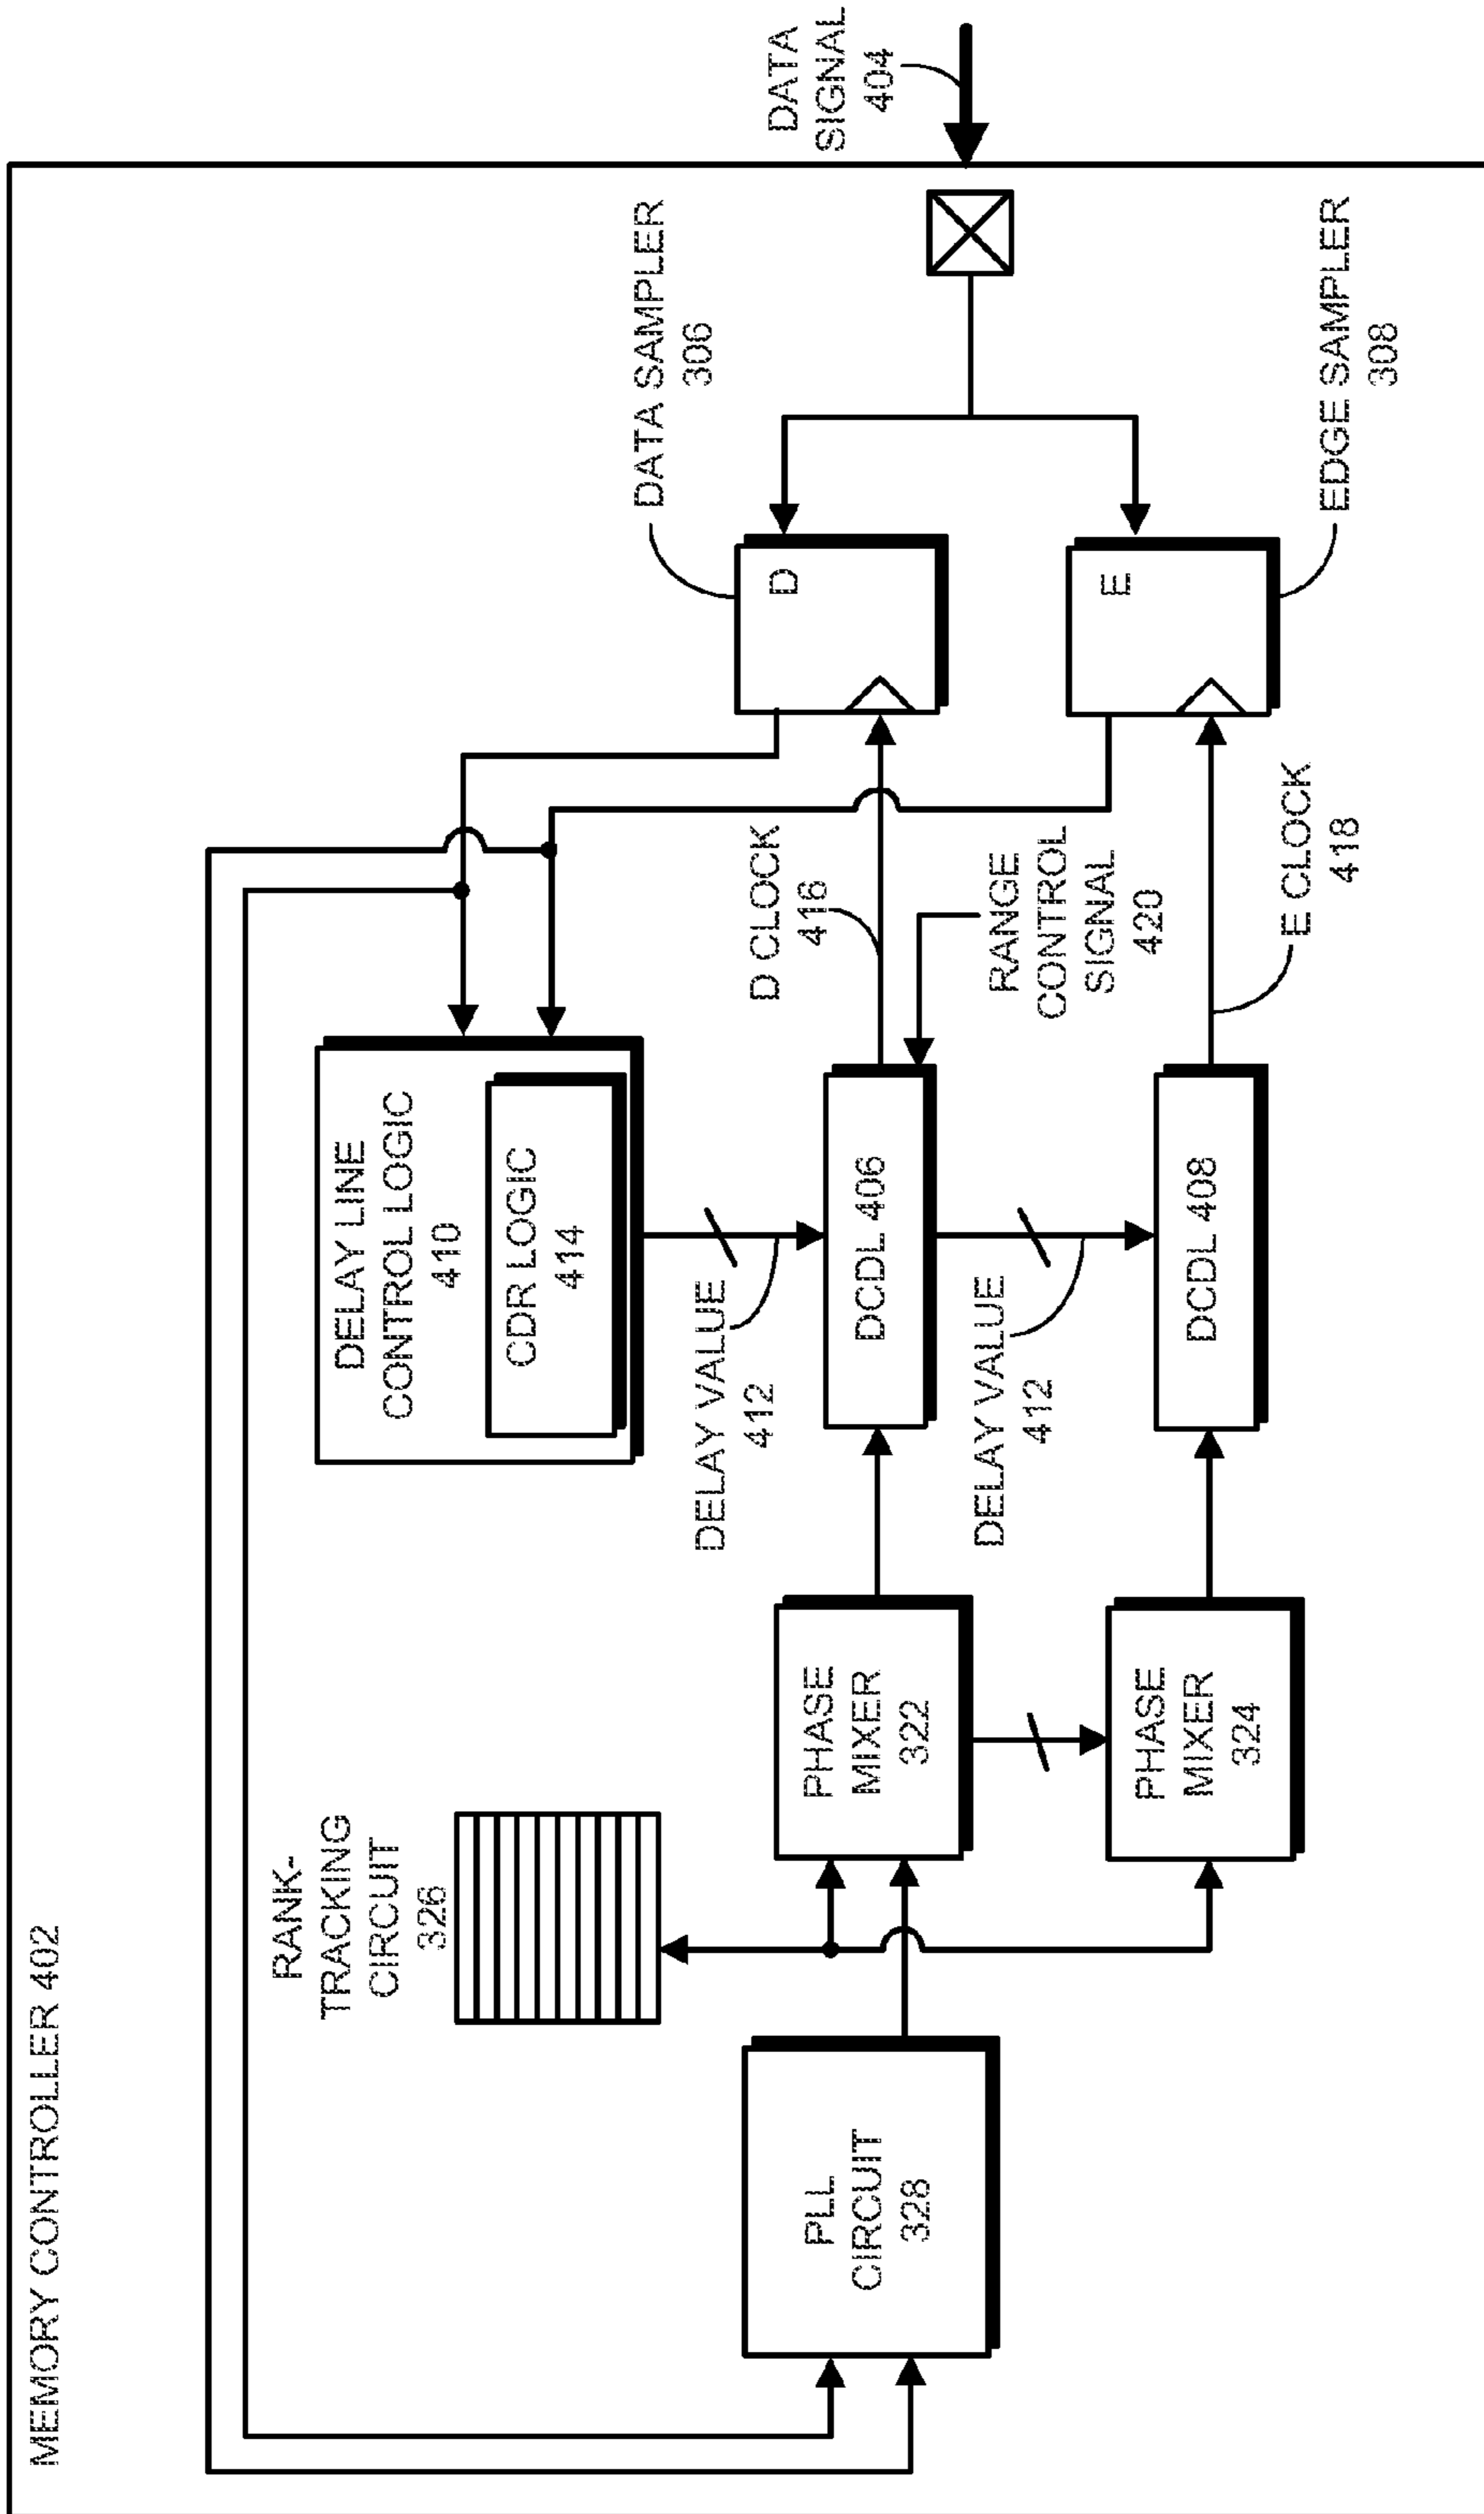 MEMORY CONTROLLER 402
RANK-
TRACKING
CIRCUIT
326
DELAY LINE
CONTROL LOGIC
410
CDR LOGIC
414
DATA SAMPLER
306
DATA
SIGNAL
404
DELAY VALUE
412
D CLOCK
416
D
PLL
CIRCUIT
328
PHASE
MIXER
322
DCDL 406
RANGE
CONTROL
SIGNAL
420
DELAY VALUE
412
PHASE
MIXER
324
DCDL 408
E
E CLOCK
418
EDGE SAMPLER
308